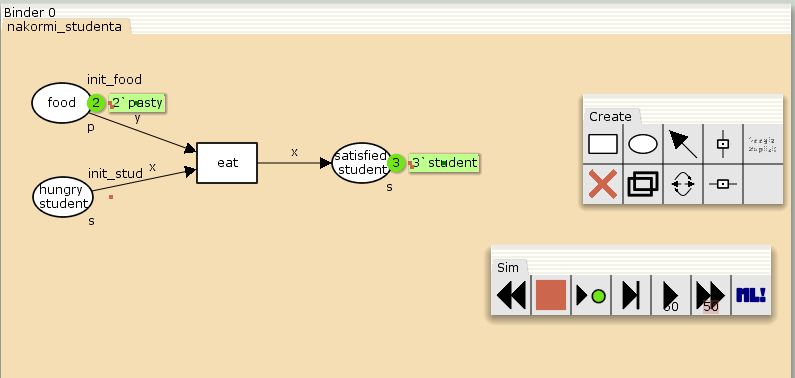 Binder 0
nakormi_studenta
init_food
food
2
2`pasty
p
y
eat
x
satisfied
student
3
3`student
s
init_stud
x
hungry
student
s
Create
Sim
50
50
ML!